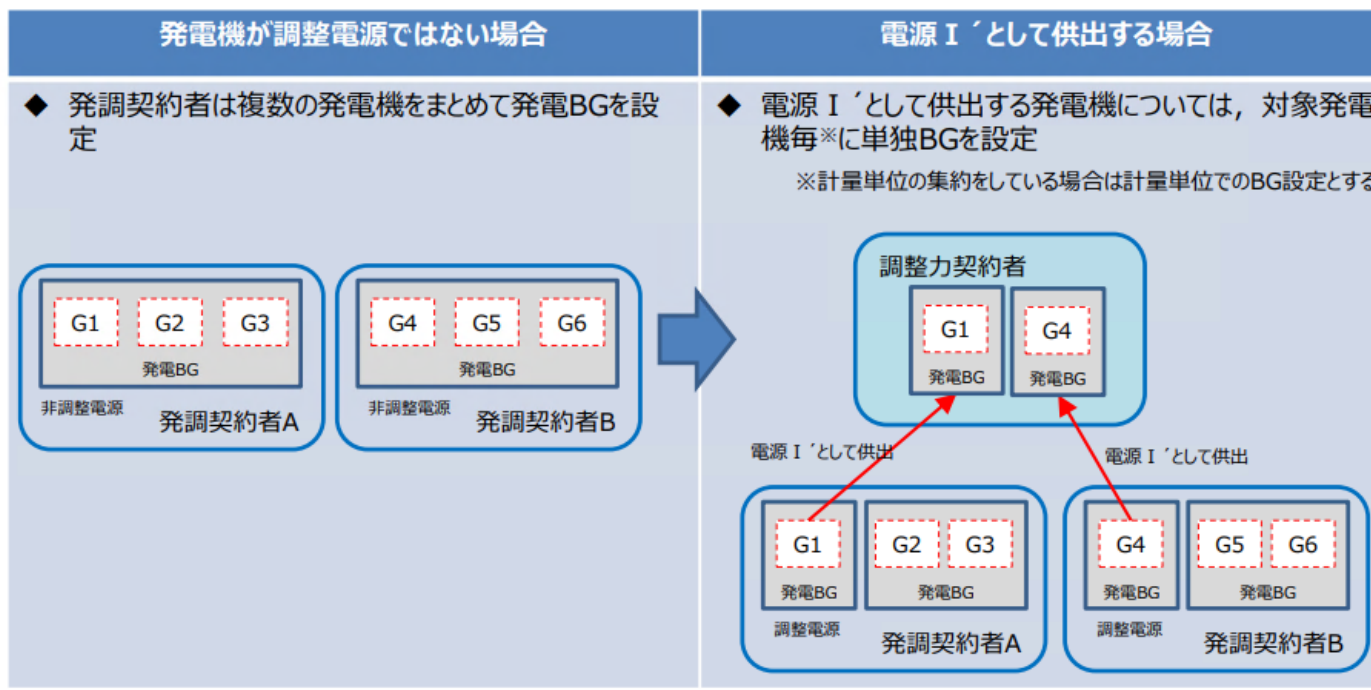 発電機が調整電源ではない場合
◆ 発調契約者は複数の発電機をまとめて発電BGを設
定
G1 G2 G3
発電BG
非調整電源
発調契約者A
G4 G5 G6
発電BG
非調整電源
発調契約者B
電源Ⅰ´として供出する場合
◆ 電源Ⅰ´として供出する発電機については，対象発電
機毎※に単独BGを設定
※計量単位の集約をしている場合は計量単位でのBG設定とする
調整力契約者
G1 G4
発電BG 発電BG
電源Ⅰ´として供出
電源Ⅰ´として供出
G1 G2 G3
発電BG 発電BG
調整電源
発調契約者A
G4 G5 G6
発電BG 発電BG
調整電源
発調契約者B